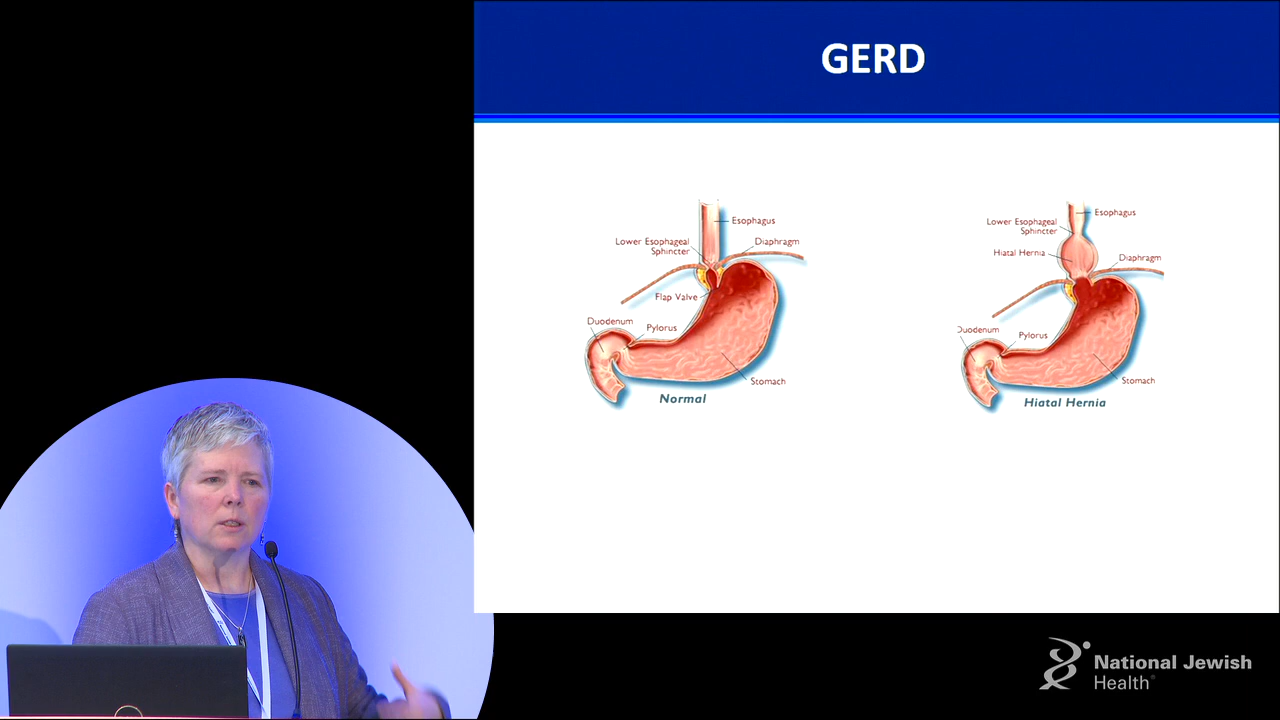 GERD
Esophagus
Lower Esophageal
Sphincter
Diaphragm
Flap Valve
Duodenum
Pylorus
Stomach
Normal
Esophagus
Lower Esophageal
Sphincter
Hiatal Hernia
Diaphragm
Duodenum
Pylorus
Stomach
Hiatal Hernia
National Jewish
Health®